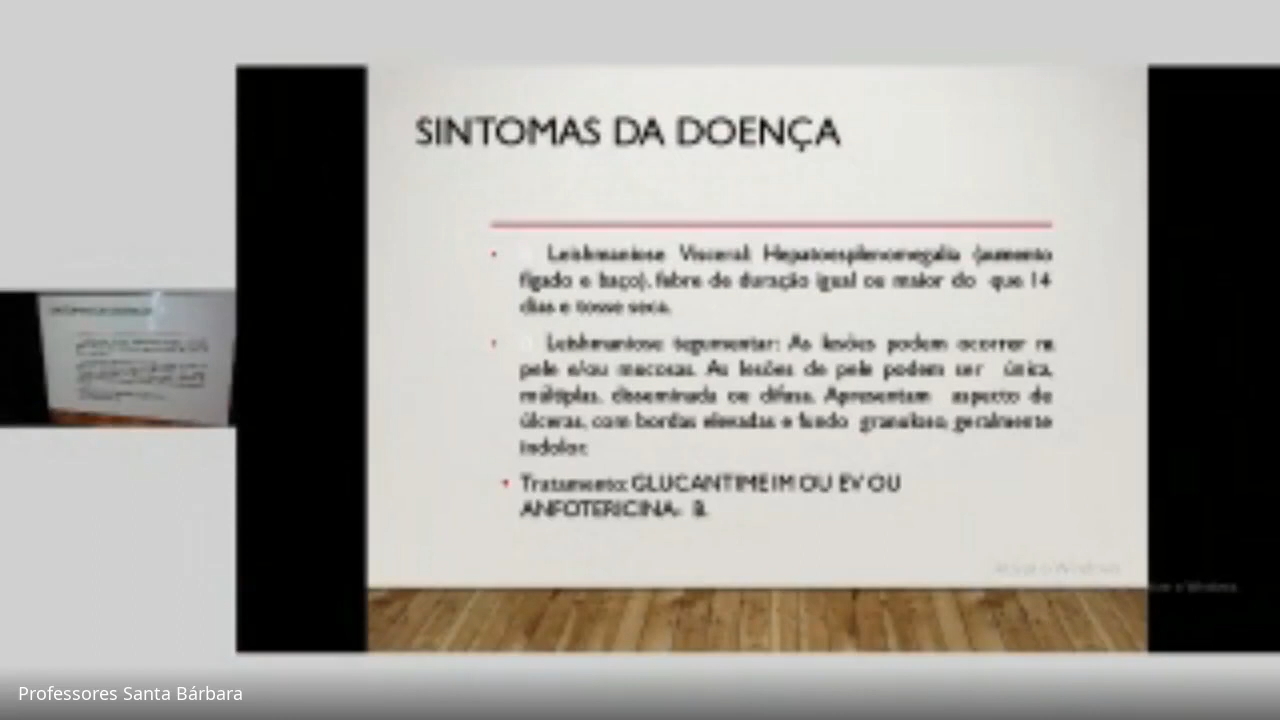 SINTOMAS DA DOENÇA
Leishmaniose Visceral: Hepatoesplenomegalia (aumento
fígado e baço), febre de duração igual ou maior do que 14
dias e tosse seca.
Leishmaniose tegumentar: As lesões podem ocorrer na
pele e/ou mucosas. As lesões de pele podem ser única,
múltiplas, disseminada ou difusa. Apresentam aspecto de
úlceras, com bordas elevadas e fundo granuloso, geralmente
indolor.
Tratamento: GLUCANTIME IM OU EV OU
ANFOTERICINA- B.
Professores Santa Bárbara